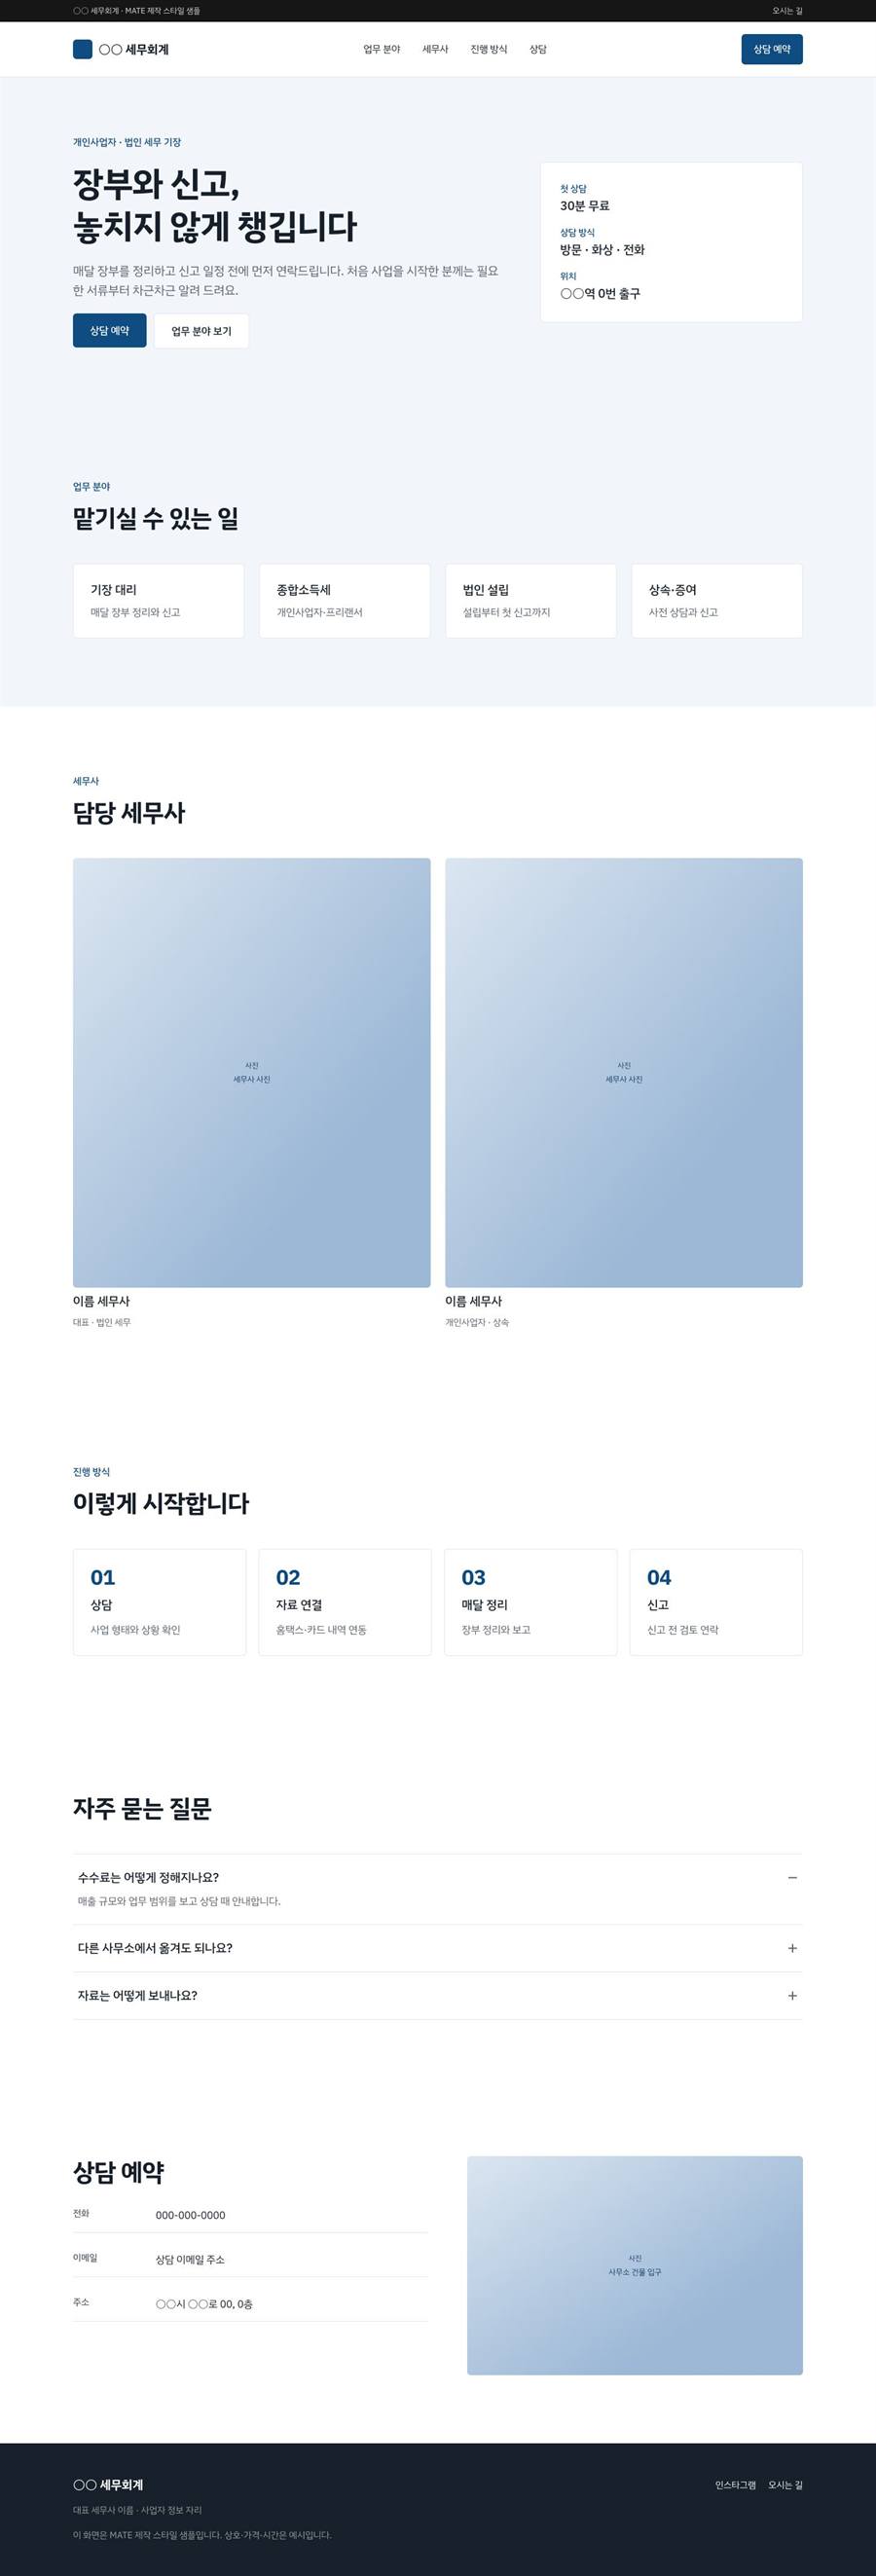 ○○ 세무회계 · MATE 제작 스타일 샘플
오시는 길
○○ 세무회계
업무 분야
세무사
진행 방식
상담
상담 예약
개인사업자 · 법인 세무 기장
장부와 신고,
놓치지 않게 챙깁니다
매달 장부를 정리하고 신고 일정 전에 먼저 연락드립니다. 처음 사업을 시작한 분께는 필요
한 서류부터 차근차근 알려 드려요.
상담 예약
업무 분야 보기
첫 상담
30분 무료
상담 방식
방문 · 화상 · 전화
위치
○○역 0번 출구
업무 분야
맡기실 수 있는 일
기장 대리
매달 장부 정리와 신고
종합소득세
개인사업자·프리랜서
법인 설립
설립부터 첫 신고까지
상속·증여
사전 상담과 신고
세무사
담당 세무사
사진
세무사 사진
사진
세무사 사진
이름 세무사
대표 · 법인 세무
이름 세무사
개인사업자 · 상속
진행 방식
이렇게 시작합니다
01
상담
사업 형태와 상황 확인
02
자료 연결
홈택스·카드 내역 연동
03
매달 정리
장부 정리와 보고
04
신고
신고 전 검토 연락
자주 묻는 질문
수수료는 어떻게 정해지나요?
매출 규모와 업무 범위를 보고 상담 때 안내합니다.
다른 사무소에서 옮겨도 되나요?
자료는 어떻게 보내나요?
상담 예약
전화
000-000-0000
이메일
상담 이메일 주소
주소
○○시 ○○로 00, 0층
사진
사무소 건물 입구
○○ 세무회계
대표 세무사 이름 · 사업자 정보 자리
이 화면은 MATE 제작 스타일 샘플입니다. 상호·가격·시간은 예시입니다.
인스타그램
오시는 길